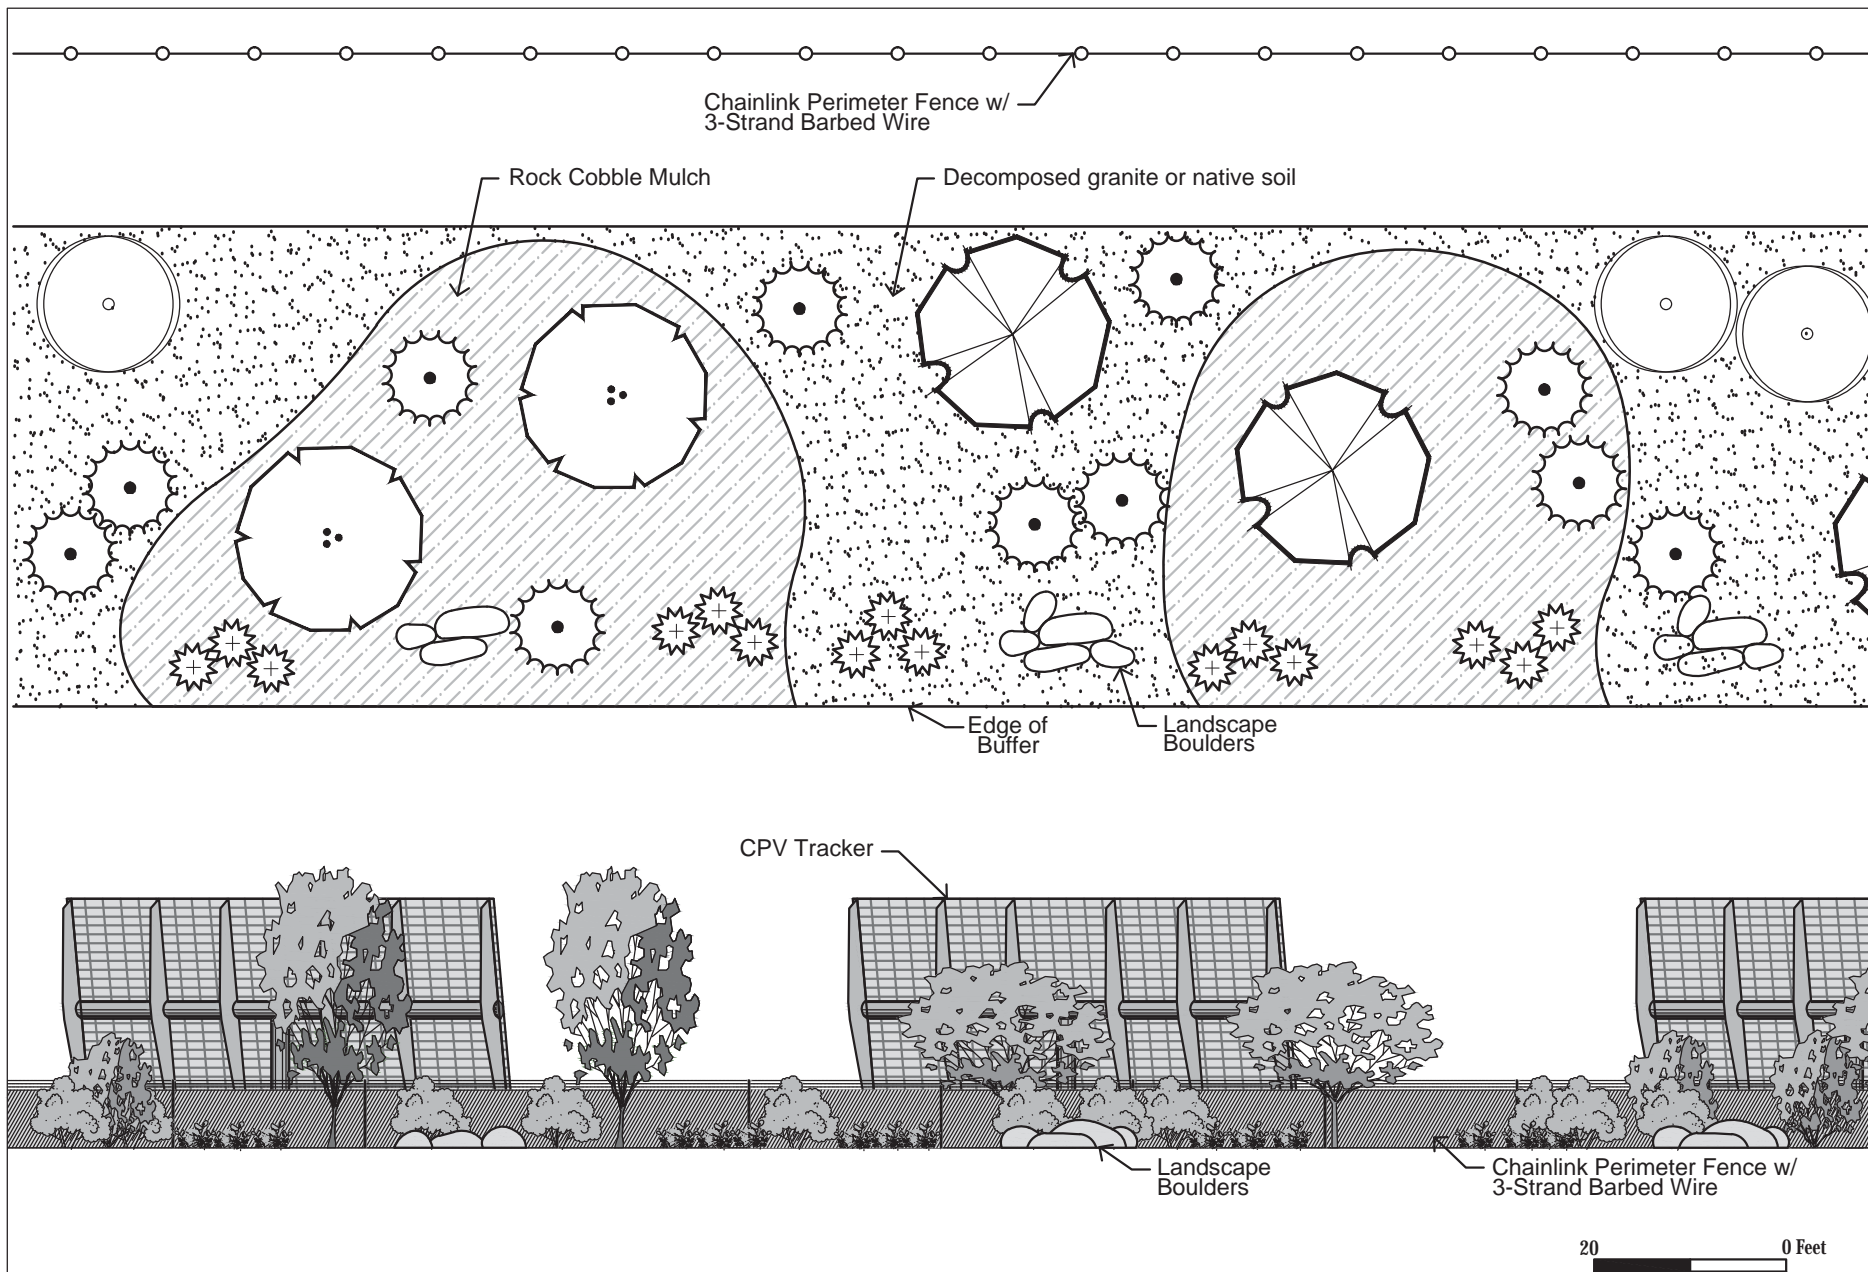 Chainlink Perimeter Fence w/
3-Strand Barbed Wire
Rock Cobble Mulch
Decomposed granite or native soil
Edge of
Buffer
Landscape
Boulders
CPV Tracker
Landscape
Boulders
Chainlink Perimeter Fence w/
3-Strand Barbed Wire
20 0 Feet